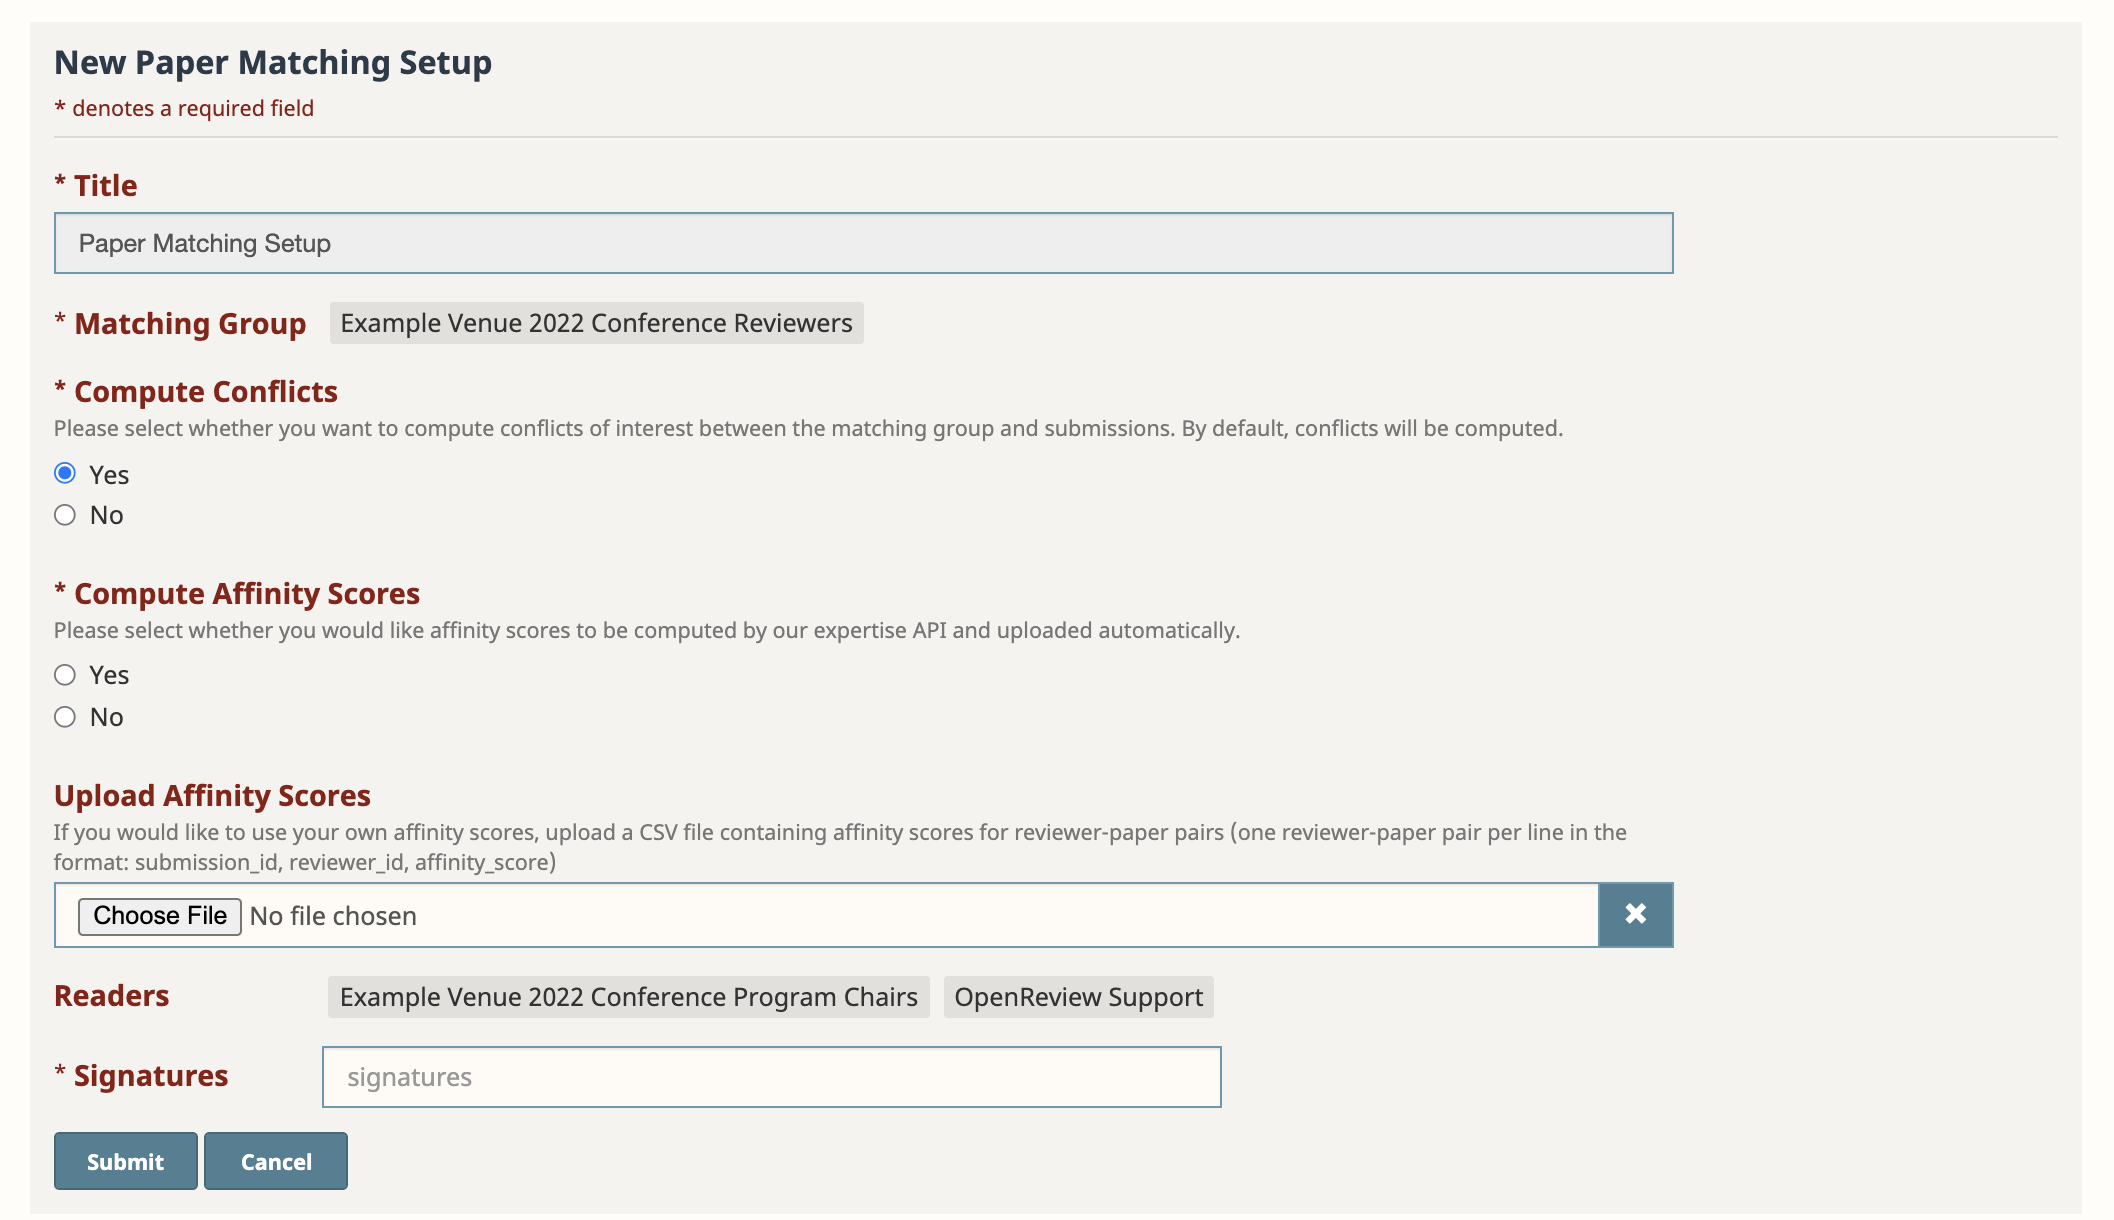 New Paper Matching Setup
* denotes a required field
* Title
Paper Matching Setup
* Matching Group Example Venue 2022 Conference Reviewers
* Compute Conflicts
Please select whether you want to compute conflicts of interest between the matching group and submissions. By default, conflicts will be computed.
Yes
No
* Compute Affinity Scores
Please select whether you would like affinity scores to be computed by our expertise API and uploaded automatically.
Yes
No
Upload Affinity Scores
If you would like to use your own affinity scores, upload a CSV file containing affinity scores for reviewer-paper pairs (one reviewer-paper pair per line in the
format: submission_id, reviewer_id, affinity_score)
Choose File No file chosen
Readers Example Venue 2022 Conference Program Chairs OpenReview Support
* Signatures signatures
Submit Cancel